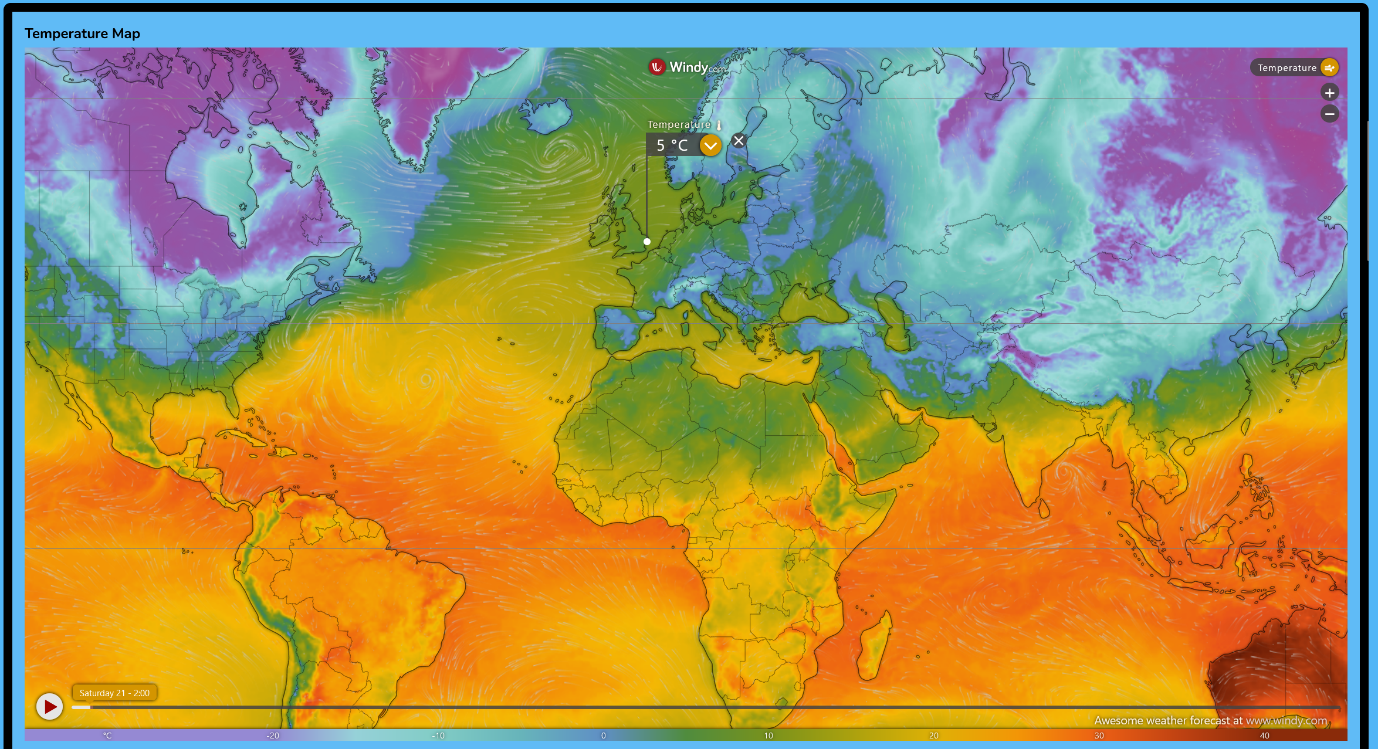 Temperature Map
Windy.com
Temperature
Temperature
+
5 °C
−
Saturday 21 - 2:00
Awesome weather forecast at www.windy.com
°C -20 -10 0 10 20 30 40